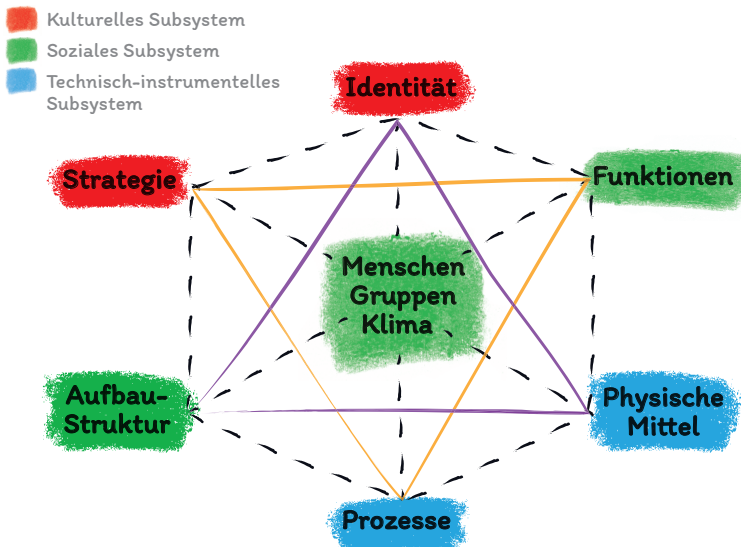 Kulturelles Subsystem
Soziales Subsystem
Technisch-instrumentelles
Subsystem
Identität
Strategie
Funktionen
Menschen
Gruppen
Klima
Aufbau-
Struktur
Physische
Mittel
Prozesse